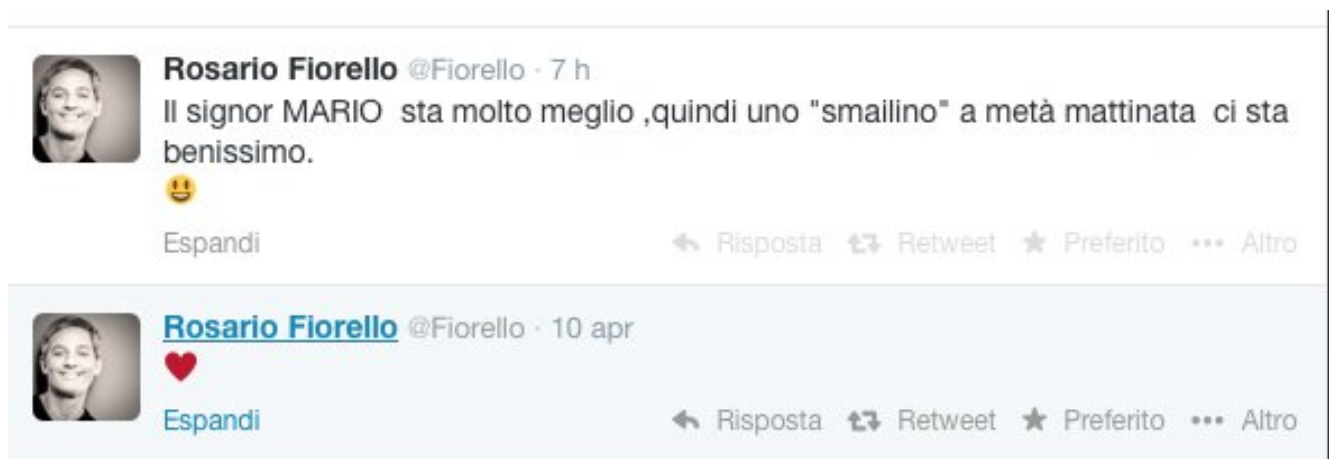 Rosario Fiorello @Fiorello · 7 h
Il signor MARIO  sta molto meglio ,quindi uno "smailino" a metà mattinata  ci sta
benissimo.
😃
Espandi Risposta Retweet Preferito Altro
Rosario Fiorello @Fiorello · 10 apr
❤
Espandi Risposta Retweet Preferito Altro